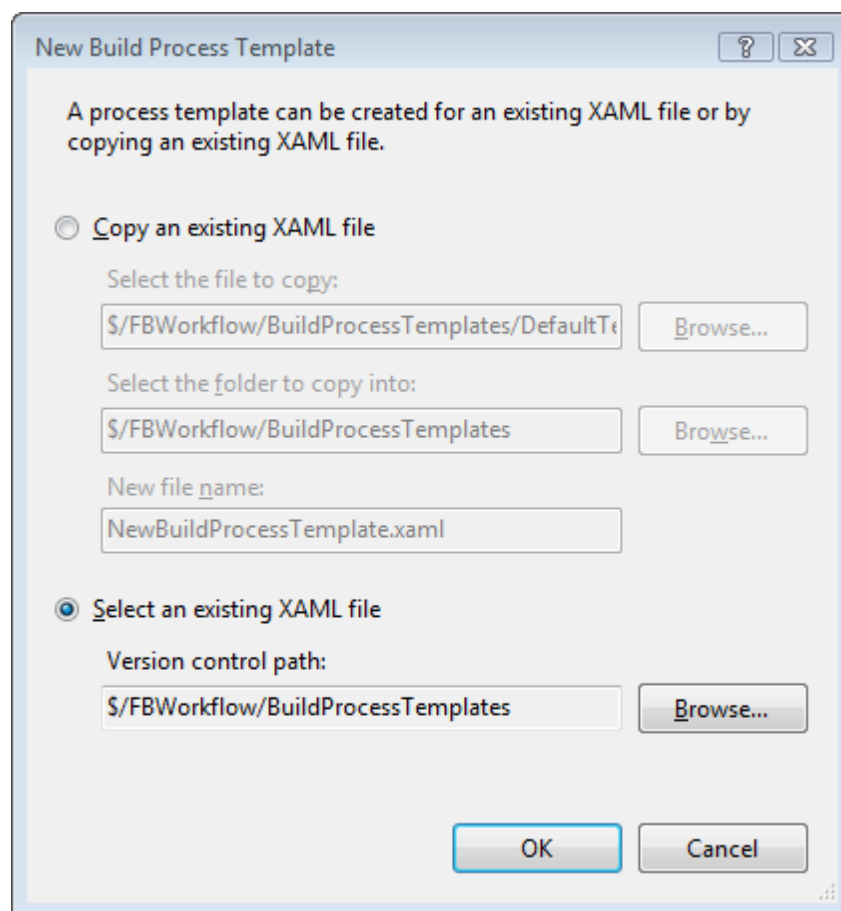 New Build Process Template
A process template can be created for an existing XAML file or by
copying an existing XAML file.
Copy an existing XAML file
Select the file to copy:
$/FBWorkflow/BuildProcessTemplates/DefaultTe
Browse...
Select the folder to copy into:
$/FBWorkflow/BuildProcessTemplates
Browse...
New file name:
NewBuildProcessTemplate.xaml
Select an existing XAML file
Version control path:
$/FBWorkflow/BuildProcessTemplates
Browse...
OK
Cancel